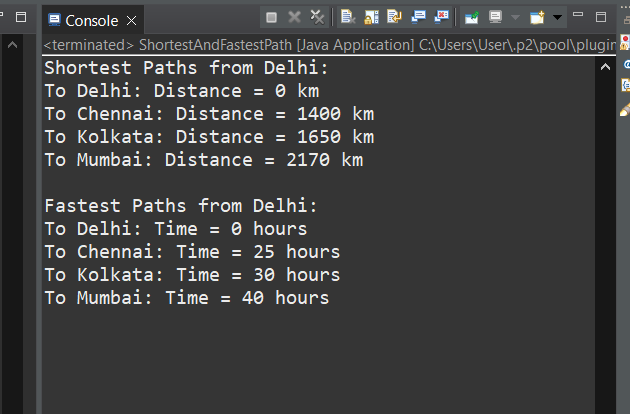 Console
<terminated> ShortestAndFastestPath [Java Application] C:\Users\User\.p2\pool\plugin
Shortest Paths from Delhi:
To Delhi: Distance = 0 km
To Chennai: Distance = 1400 km
To Kolkata: Distance = 1650 km
To Mumbai: Distance = 2170 km
Fastest Paths from Delhi:
To Delhi: Time = 0 hours
To Chennai: Time = 25 hours
To Kolkata: Time = 30 hours
To Mumbai: Time = 40 hours